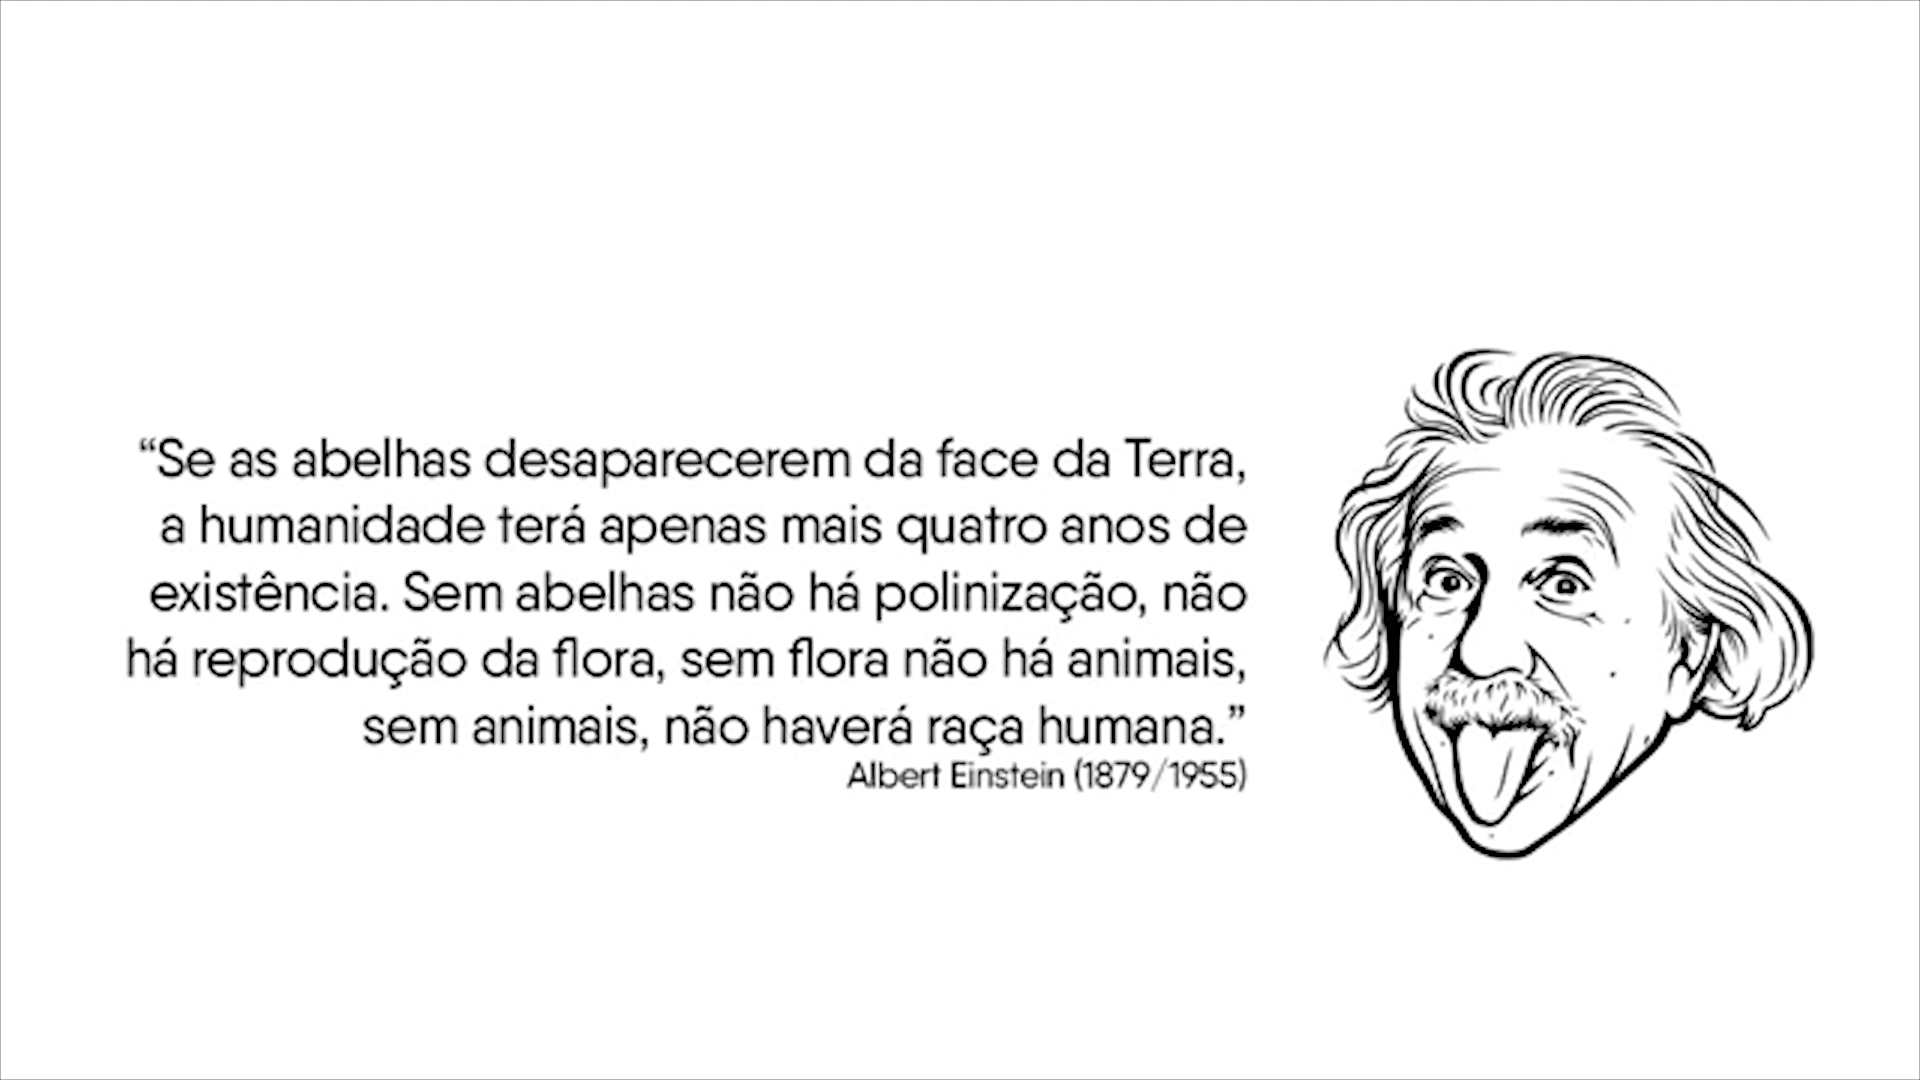 “Se as abelhas desaparecerem da face da Terra,
a humanidade terá apenas mais quatro anos de
existência. Sem abelhas não há polinização, não
há reprodução da flora, sem flora não há animais,
sem animais, não haverá raça humana.”
Albert Einstein (1879/1955)